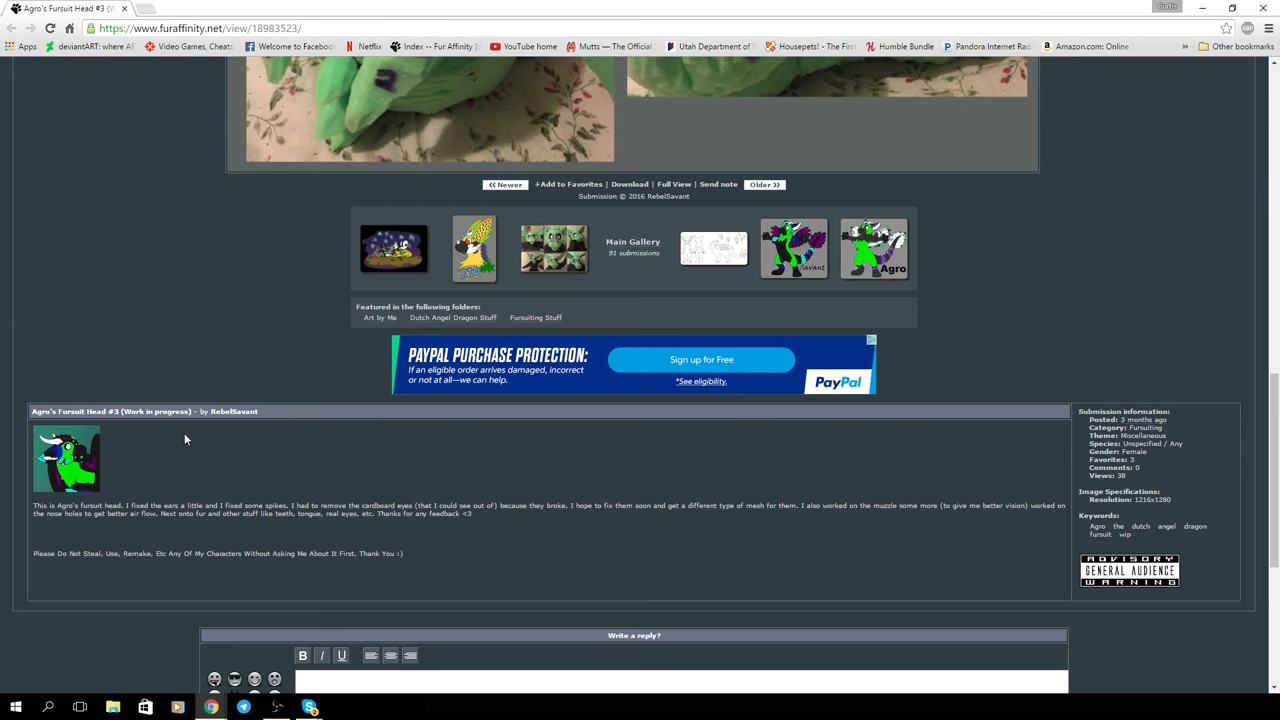 Agro's Fursuit Head #3 (W
Curtis
https://www.furaffinity.net/view/18983523/
Apps
deviantART: where AR
Video Games, Cheats,
Welcome to Facebook
Netflix
Index -- Fur Affinity [
YouTube home
Mutts — The Official
Utah Department of
Housepets! — The First
Humble Bundle
Pandora Internet Radi
Amazon.com: Online
»
Other bookmarks
Newer
+Add to Favorites | Download | Full View | Send note
Older
Submission © 2016 RebelSavant
RYO
Main Gallery
91 submissions
Savant
Agro
Featured in the following folders:
Art by Me
Dutch Angel Dragon Stuff
Fursuiting Stuff
PAYPAL PURCHASE PROTECTION:
If an eligible order arrives damaged, incorrect
or not at all—we can help.
Sign up for Free
*See eligibility.
PayPal
Agro's Fursuit Head #3 (Work in progress) - by RebelSavant
This is Agro's fursuit head. I fixed the ears a little and I fixed some spikes. I had to remove the cardboard eyes (that I could see out of) because they broke. I hope to fix them soon and get a different type of mesh for them. I also worked on the muzzle some more (to give me better vision) worked on
the nose holes to get better air flow. Next onto fur and other stuff like teeth, tongue, real eyes, etc. Thanks for any feedback <3
Please Do Not Steal, Use, Remake, Etc Any Of My Characters Without Asking Me About It First. Thank You :)
Submission information:
Posted: 3 months ago
Category: Fursuiting
Theme: Miscellaneous
Species: Unspecified / Any
Gender: Female
Favorites: 3
Comments: 0
Views: 38
Image Specifications:
Resolution: 1216x1280
Keywords:
Agro the dutch angel dragon
fursuit wip
ADVISORY
GENERAL AUDIENCE
WARNING
Write a reply?
B I U